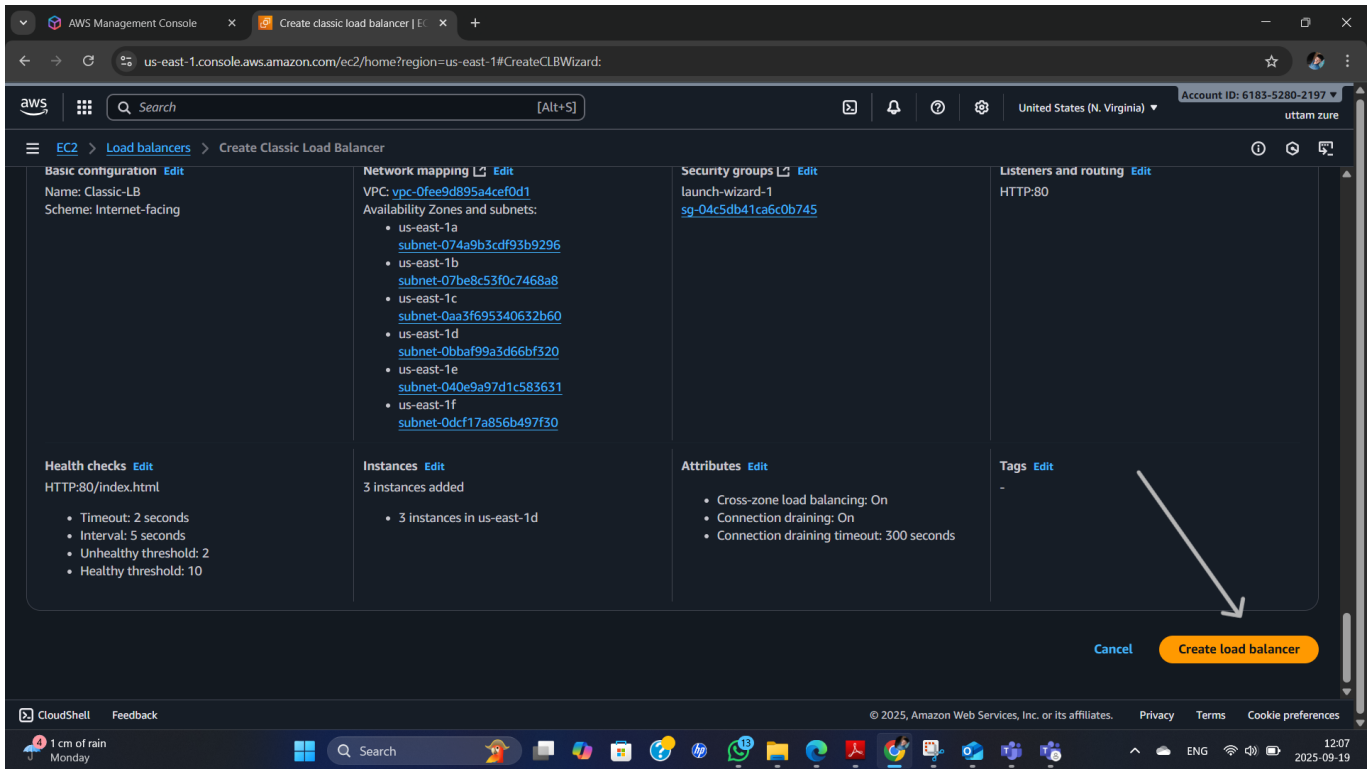 AWS Management Console
Create classic load balancer | EC
us-east-1.console.aws.amazon.com/ec2/home?region=us-east-1#CreateCLBWizard:
aws
Search
[Alt+S]
United States (N. Virginia)
Account ID: 6183-5280-2197
uttam zure
EC2 > Load balancers > Create Classic Load Balancer
Basic configuration Edit
Name: Classic-LB
Scheme: Internet-facing
Network mapping Edit
VPC: vpc-0fee9d895a4cef0d1
Availability Zones and subnets:
• us-east-1a
subnet-074a9b3cdf93b9296
• us-east-1b
subnet-07be8c53f0c7468a8
• us-east-1c
subnet-0aa3f695340632b60
• us-east-1d
subnet-0bbaf99a3d66bf320
• us-east-1e
subnet-040e9a97d1c583631
• us-east-1f
subnet-0dcf17a856b497f30
Security groups Edit
launch-wizard-1
sg-04c5db41ca6c0b745
Listeners and routing Edit
HTTP:80
Health checks Edit
HTTP:80/index.html
• Timeout: 2 seconds
• Interval: 5 seconds
• Unhealthy threshold: 2
• Healthy threshold: 10
Instances Edit
3 instances added
• 3 instances in us-east-1d
Attributes Edit
• Cross-zone load balancing: On
• Connection draining: On
• Connection draining timeout: 300 seconds
Tags Edit
-
Cancel
Create load balancer
CloudShell
Feedback
© 2025, Amazon Web Services, Inc. or its affiliates.
Privacy
Terms
Cookie preferences
4
1 cm of rain
Monday
Search
hp
13
ENG
12:07
2025-09-19